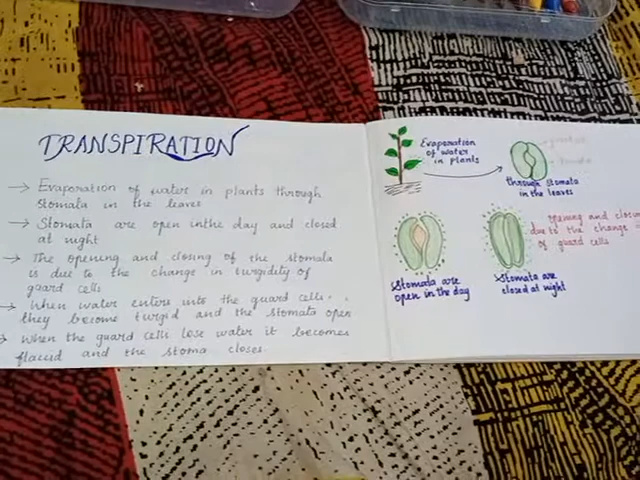 TRANSPIRATION
→ Evaporation of water in plants through
stomata in the leaves
→ Stomata are open inthe day and closed
at night
→ The opening and closing of the stomata
is due to the change in turgidity of
guard cells
→ When water enters into the guard cells,
they become turgid and the stomata open
→ When the guard cells lose water it becomes
flaccid and the stoma closes.
Evaporation
of water
in plants
through stomata
in the leaves
Stomata are
open in the day
Stomata are
closed at night
opening and
due to the change
of guard cells